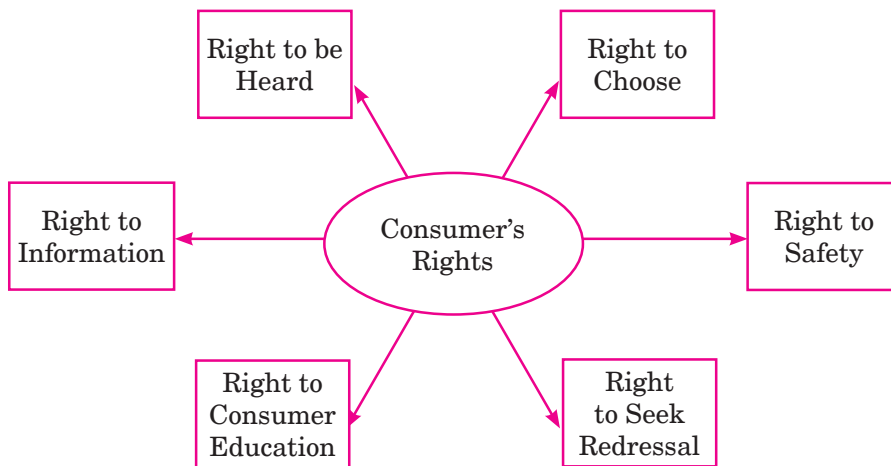 Right to be
Heard
Right to
Choose
Right to
Information
Consumer's
Rights
Right to
Safety
Right to
Consumer
Education
Right
to Seek
Redressal